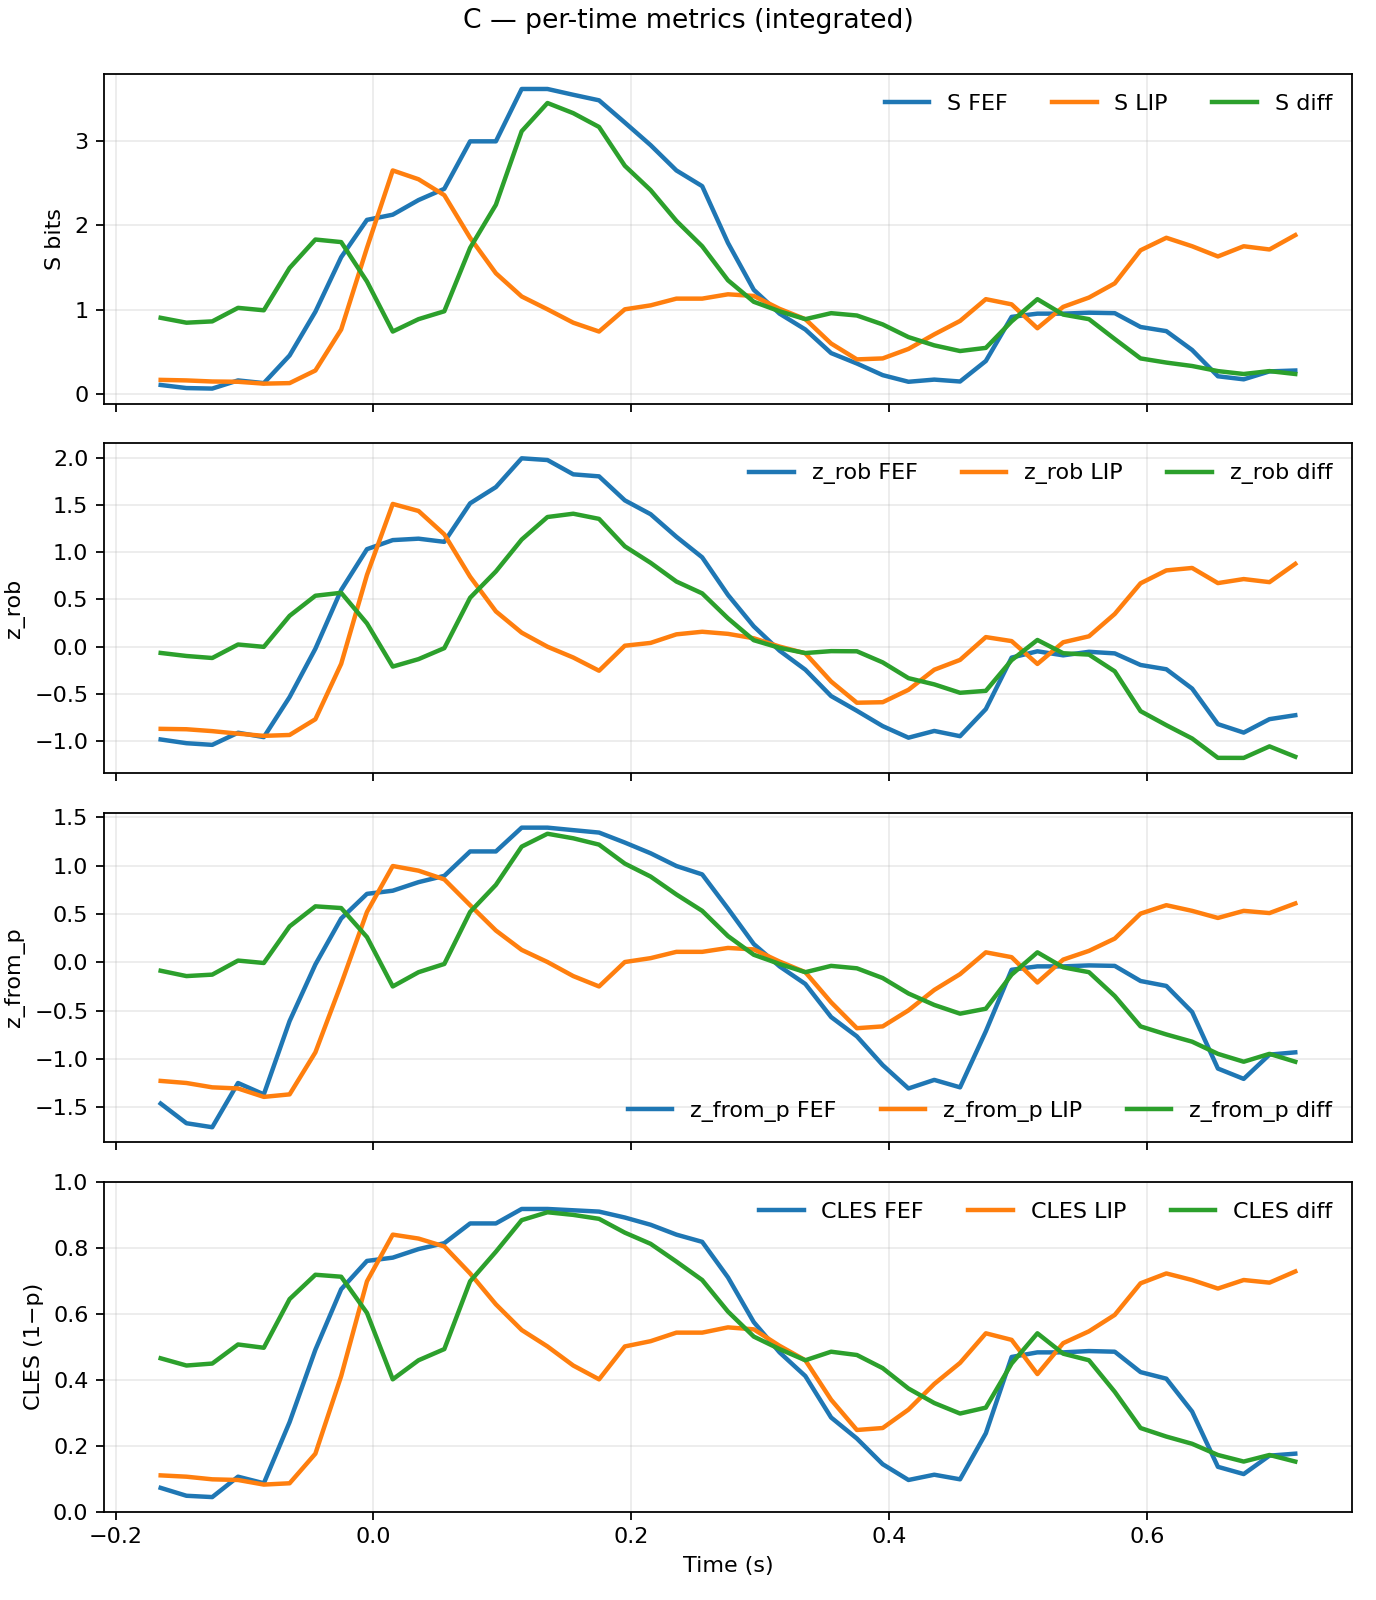 C — per-time metrics (integrated)
S FEF S LIP S diff
3
2
1
0
S bits
z_rob FEF z_rob LIP z_rob diff
2.0
1.5
1.0
0.5
0.0
−0.5
−1.0
z_rob
1.5
1.0
0.5
0.0
−0.5
−1.0
−1.5
z_from_p
z_from_p FEF z_from_p LIP z_from_p diff
CLES FEF CLES LIP CLES diff
1.0
0.8
0.6
0.4
0.2
0.0
CLES (1−p)
−0.2 0.0 0.2 0.4 0.6
Time (s)